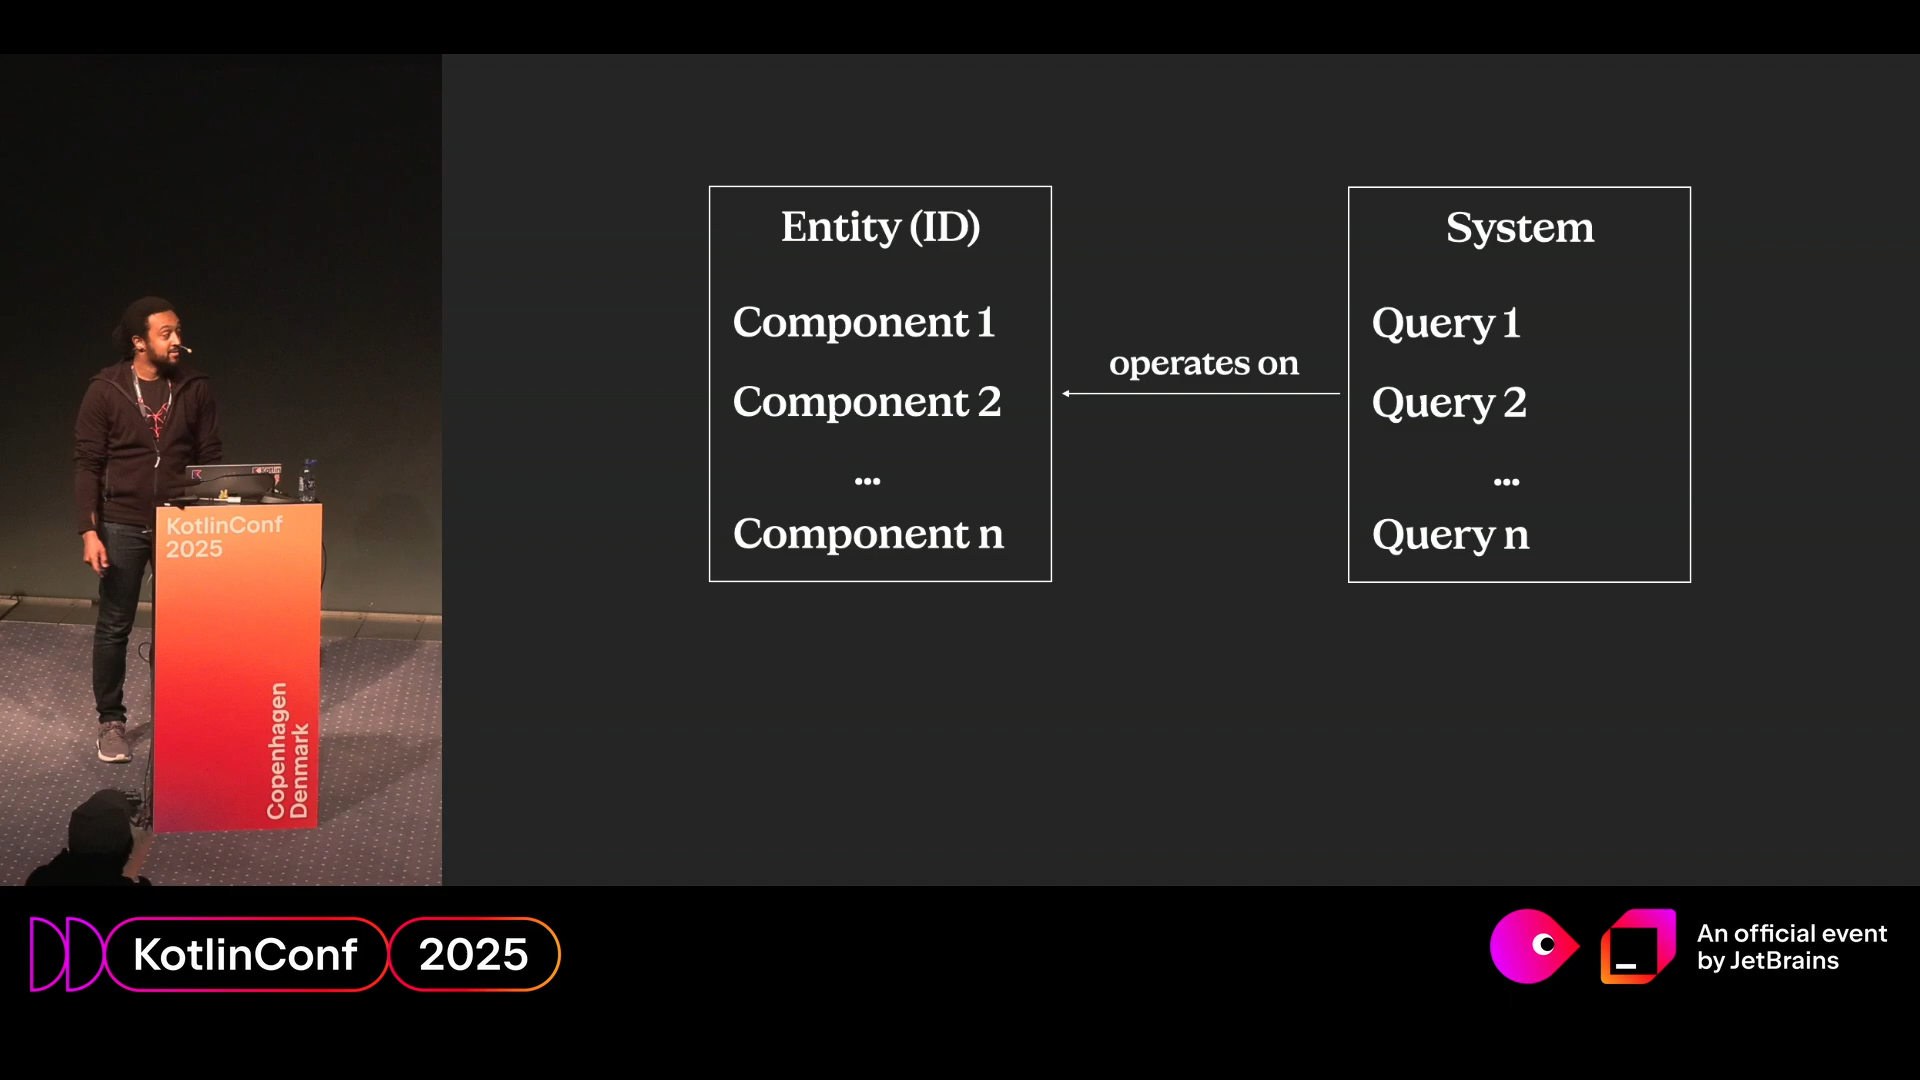 Entity (ID)
Component 1
Component 2
...
Component n
operates on
System
Query 1
Query 2
...
Query n
KotlinConf
2025
Copenhagen
Denmark
Kotlin
KotlinConf 2025
An official event
by JetBrains